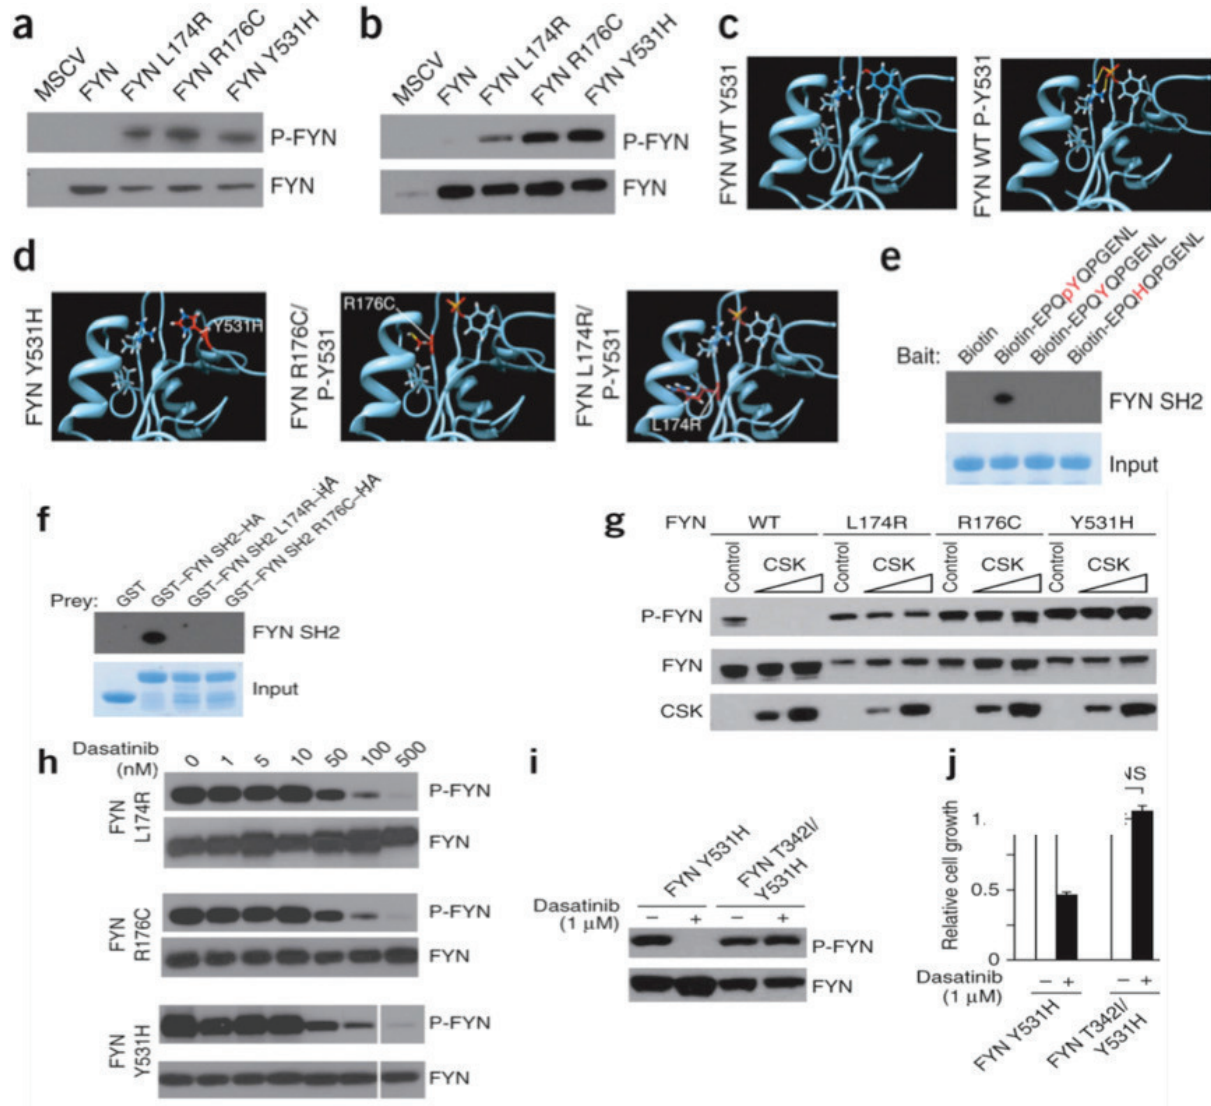 a
MSCV
FYN
FYN L174R
FYN R176C
FYN Y531H
P-FYN
FYN
b
MSCV
FYN
FYN L174R
FYN R176C
FYN Y531H
P-FYN
FYN
c
FYN WT Y531
FYN WT P-Y531
d
FYN Y531H
Y531H
FYN R176C/
P-Y531
R176C
FYN L174R/
P-Y531
L174R
e
Bait:
Biotin
Biotin-EPQpYQPGENL
Biotin-EPQYQPGENL
Biotin-EPQHQPGENL
FYN SH2
Input
f
Prey:
GST
GST–FYN SH2–HA
GST–FYN SH2 L174R–HA
GST–FYN SH2 R176C–HA
FYN SH2
Input
g
FYN WT L174R R176C Y531H
Control CSK Control CSK Control CSK Control CSK
P-FYN
FYN
CSK
h
Dasatinib
(nM)
0 1 5 10 50 100 500
FYN
L174R
P-FYN
FYN
FYN
R176C
P-FYN
FYN
FYN
Y531H
P-FYN
FYN
i
FYN Y531H
FYN T342I/
Y531H
Dasatinib
(1 μM)
– + – +
P-FYN
FYN
j
NS
Relative cell growth
1.
0.5
0
Dasatinib
(1 μM)
– + – +
FYN Y531H
FYN T342I/
Y531H